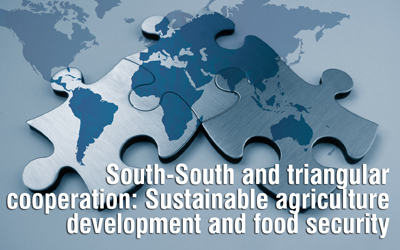 South-South and triangular
cooperation: Sustainable agriculture
development and food security